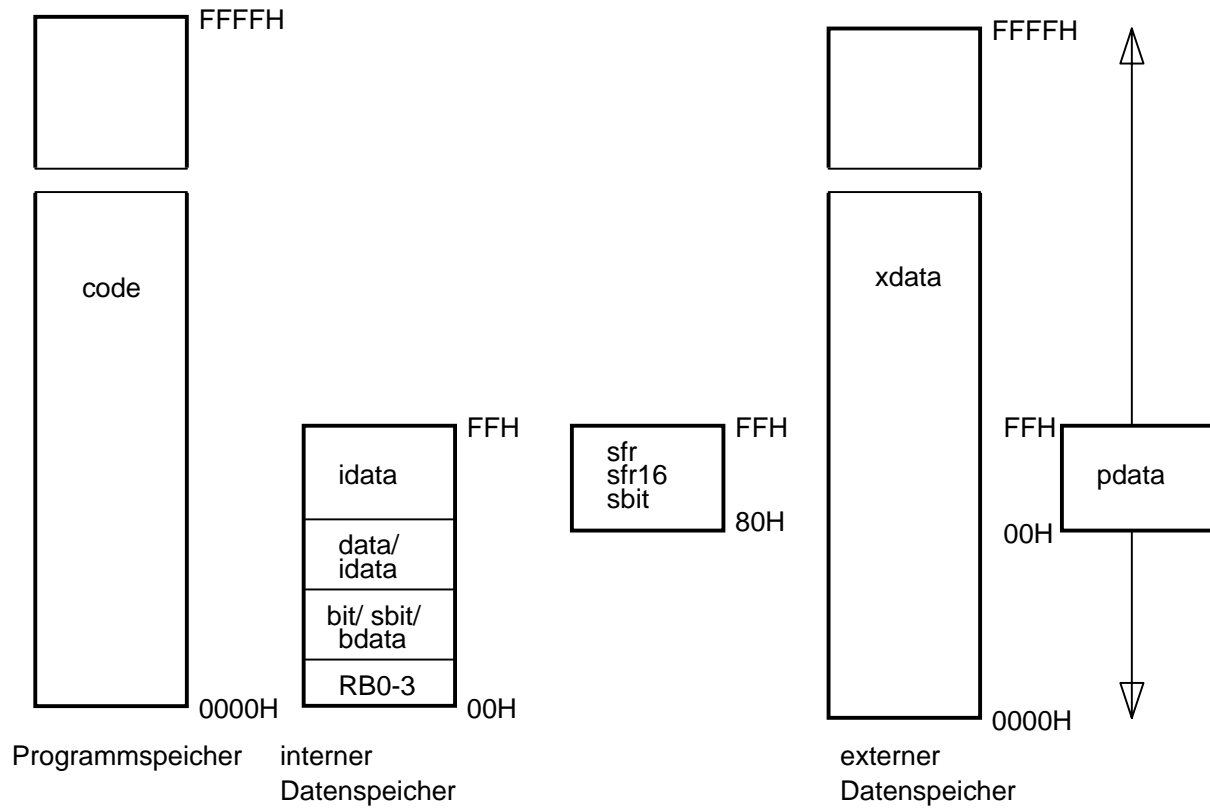 FFFFH
code
0000H
Programmspeicher
FFH
idata
data/
idata
bit/ sbit/
bdata
RB0-3
00H
interner
Datenspeicher
FFH
sfr
sfr16
sbit
80H
FFFFH
xdata
0000H
externer
Datenspeicher
FFH
pdata
00H